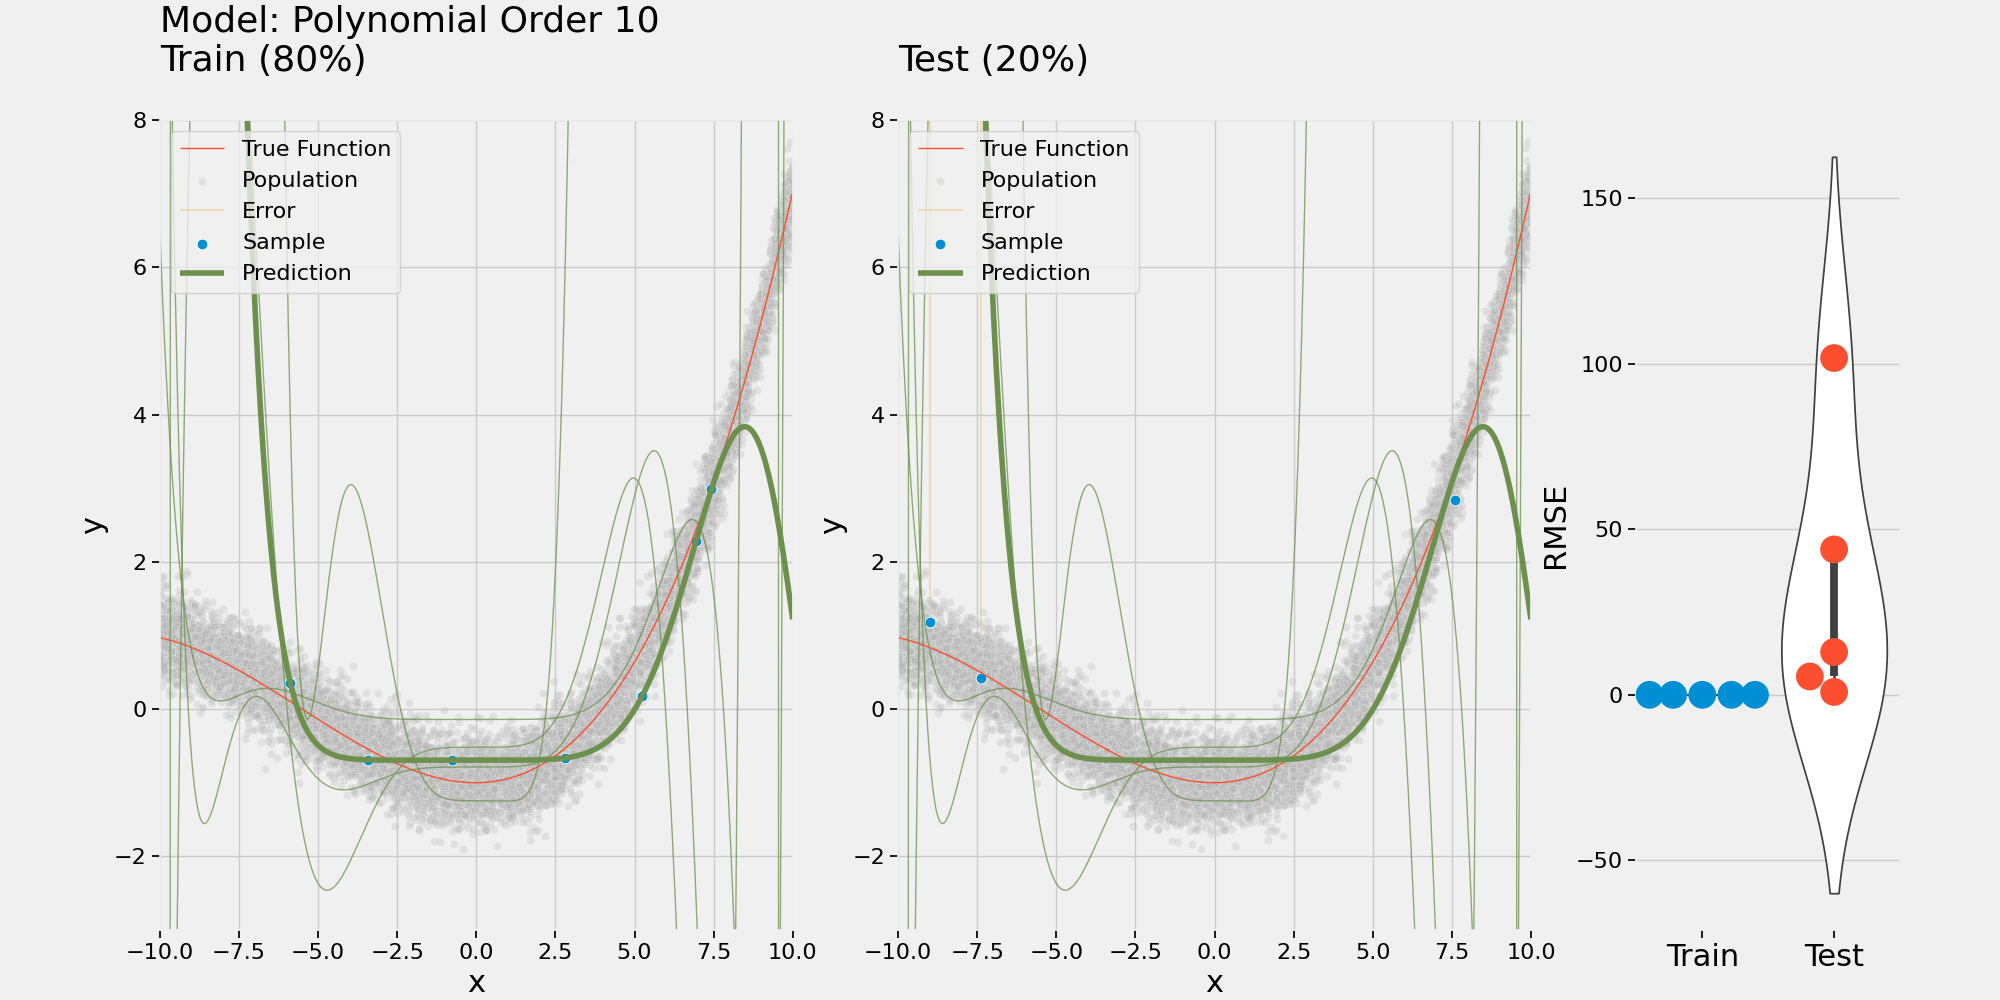 Model: Polynomial Order 10
Train (80%)
Test (20%)
8
6
4
2
0
−2
y
True Function
Population
Error
Sample
Prediction
−10.0 −7.5 −5.0 −2.5 0.0 2.5 5.0 7.5 10.0
x
8
6
4
2
0
−2
y
True Function
Population
Error
Sample
Prediction
−10.0 −7.5 −5.0 −2.5 0.0 2.5 5.0 7.5 10.0
x
150
100
50
0
−50
RMSE
Train Test